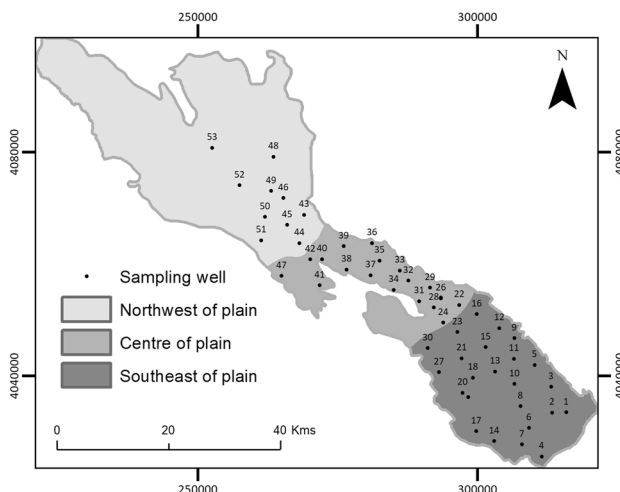 250000 300000
N
4080000 4080000
53 48
52 49
46
50 43
45
51 44 39 36
42 40 35
47 38 33
41 37 32
34 29
31 26
28 22
24 16
23 12
9
30 15
21 11 5
27 13
18 10 3
20
8 2 1
17 6
14 7
4
Sampling well
Northwest of plain
Centre of plain
Southeast of plain
4040000 4040000
0 20 40 Kms
250000 300000